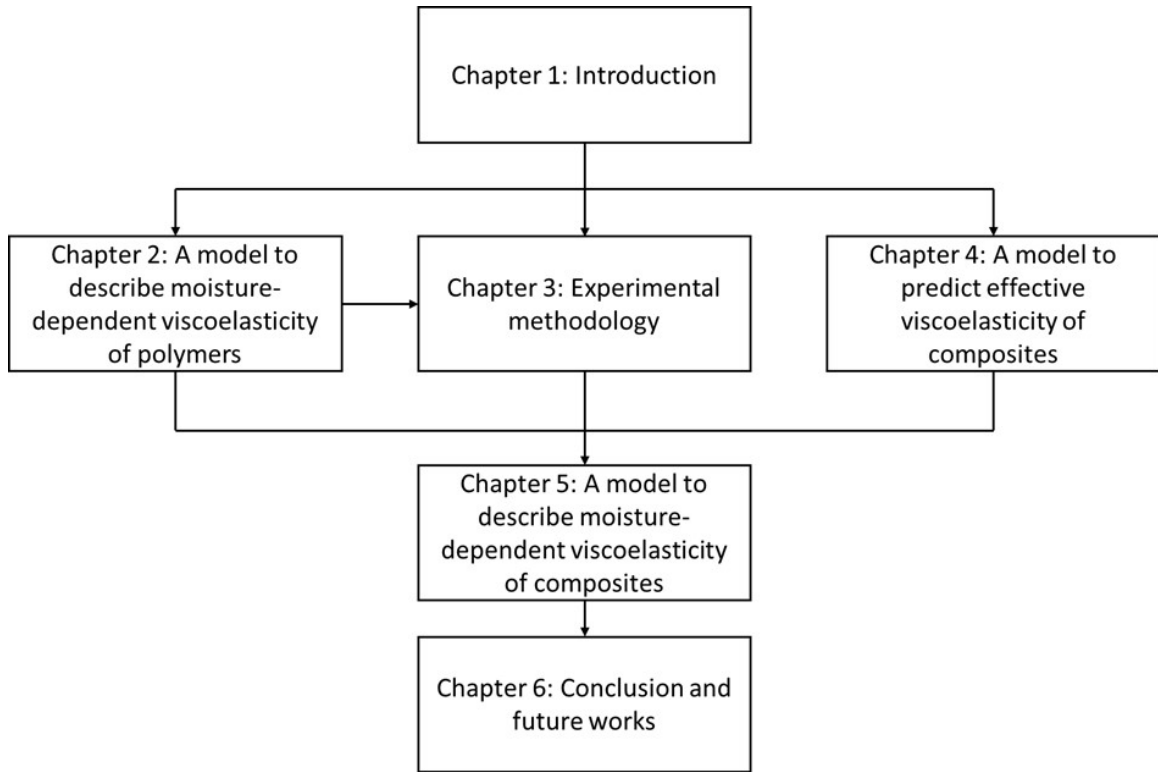 Chapter 1: Introduction
Chapter 2: A model to
describe moisture-
dependent viscoelasticity
of polymers
Chapter 3: Experimental
methodology
Chapter 4: A model to
predict effective
viscoelasticity of
composites
Chapter 5: A model to
describe moisture-
dependent viscoelasticity
of composites
Chapter 6: Conclusion and
future works